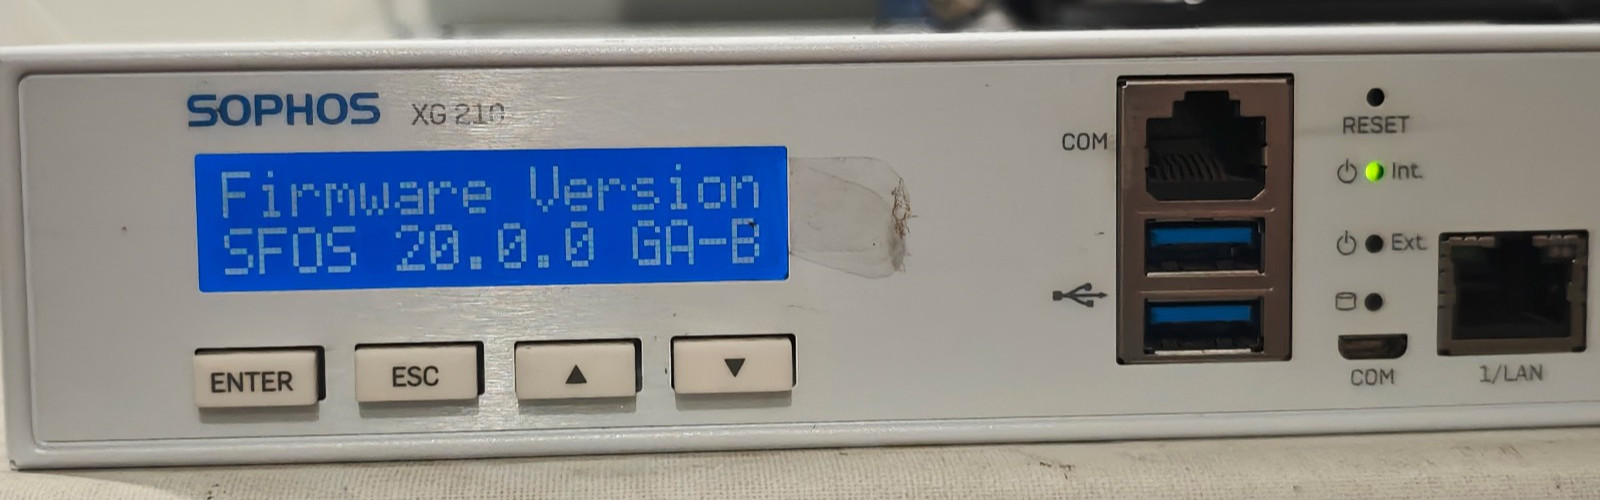 SOPHOS XG 210
Firmware Version
SFOS 20.0.0 GA-B
ENTER ESC ▲ ▼
COM
RESET
Int.
Ext.
COM
1/LAN